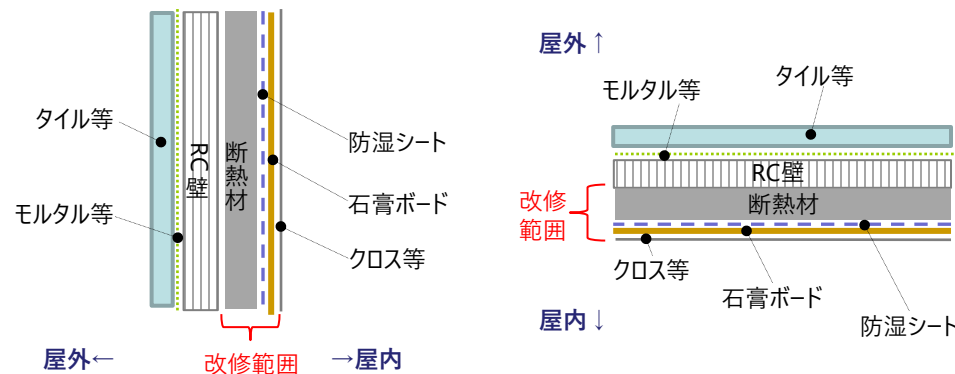 タイル等
RC壁
断熱材
防湿シート
石膏ボード
モルタル等
クロス等
屋外←
改修範囲
→屋内
屋外↑
タイル等
モルタル等
RC壁
断熱材
改修
範囲
クロス等
石膏ボード
防湿シート
屋内↓